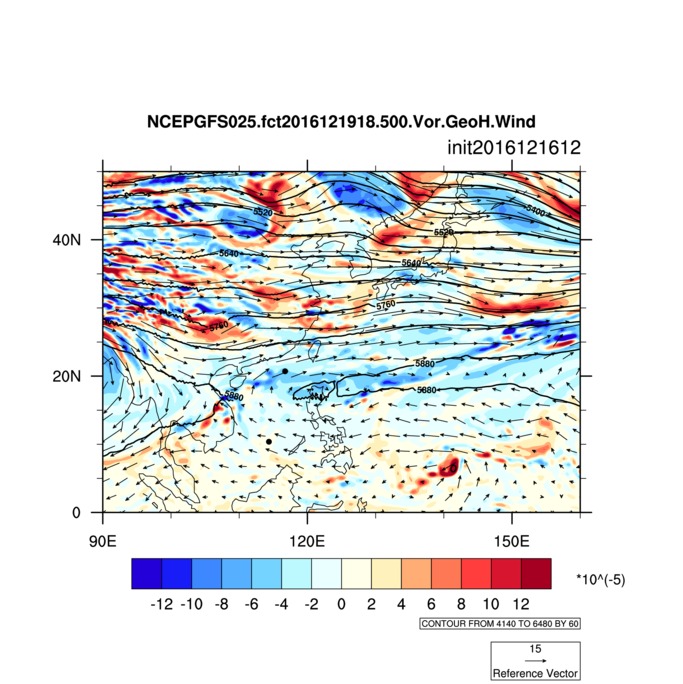 NCEPGFS025.fct2016121918.500.Vor.GeoH.Wind
init2016121612
5520
5400
5520
40N
5640
5640
5760
5760
5880
20N
5880
5880
0
90E 120E 150E
-12 -10 -8 -6 -4 -2 0 2 4 6 8 10 12
*10^(-5)
CONTOUR FROM 4140 TO 6480 BY 60
15
Reference Vector